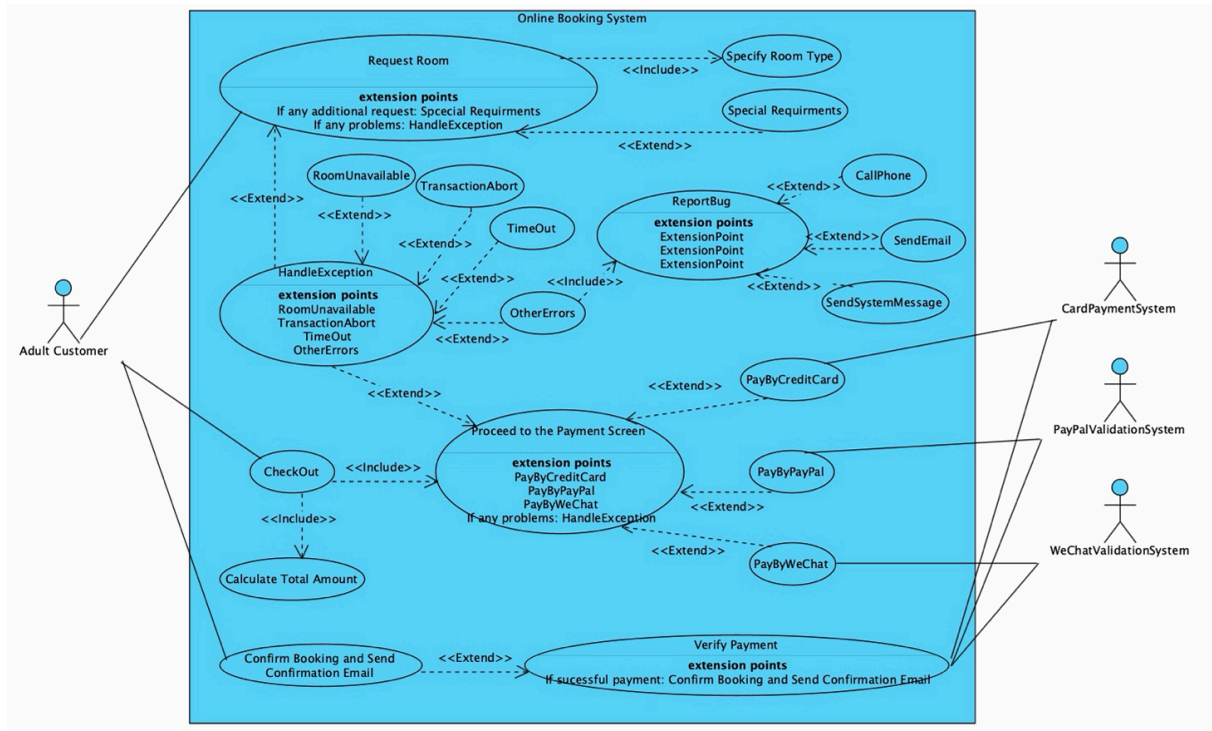 Online Booking System
Request Room
extension points
If any additional request: Spcecial Requirments
If any problems: HandleException
<<Include>>
Specify Room Type
Special Requirments
<<Extend>>
<<Extend>>
RoomUnavailable
<<Extend>>
TransactionAbort
<<Extend>>
TimeOut
<<Extend>>
HandleException
extension points
RoomUnavailable
TransactionAbort
TimeOut
OtherErrors
OtherErrors
<<Extend>>
<<Include>>
ReportBug
extension points
ExtensionPoint
ExtensionPoint
ExtensionPoint
CallPhone
<<Extend>>
SendEmail
<<Extend>>
SendSystemMessage
<<Extend>>
Adult Customer
CardPaymentSystem
PayPalValidationSystem
WeChatValidationSystem
<<Extend>>
PayByCreditCard
<<Extend>>
Proceed to the Payment Screen
extension points
PayByCreditCard
PayByPayPal
PayByWeChat
If any problems: HandleException
CheckOut
<<Include>>
<<Include>>
Calculate Total Amount
PayByPayPal
<<Extend>>
PayByWeChat
<<Extend>>
Confirm Booking and Send
Confirmation Email
<<Extend>>
Verify Payment
extension points
If sucessful payment: Confirm Booking and Send Confirmation Email